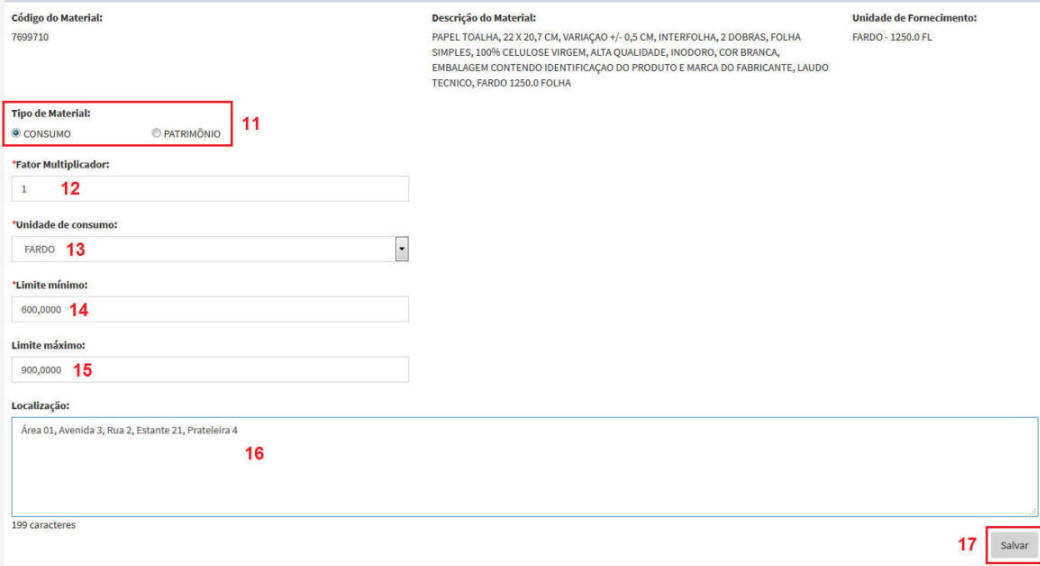 Código do Material:
Descrição do Material:
Unidade de Fornecimento:
7699710
PAPEL TOALHA, 22 X 20,7 CM, VARIAÇAO +/- 0,5 CM, INTERFOLHA, 2 DOBRAS, FOLHA
SIMPLES, 100% CELULOSE VIRGEM, ALTA QUALIDADE, INODORO, COR BRANCA,
EMBALAGEM CONTENDO IDENTIFICAÇAO DO PRODUTO E MARCA DO FABRICANTE, LAUDO
TECNICO, FARDO 1250.0 FOLHA
FARDO - 1250.0 FL
Tipo de Material:
CONSUMO
PATRIMÔNIO
11
*Fator Multiplicador:
1
12
*Unidade de consumo:
FARDO
13
*Limite mínimo:
600,0000
14
Limite máximo:
900,0000
15
Localização:
Área 01, Avenida 3, Rua 2, Estante 21, Prateleira 4
16
199 caracteres
17
Salvar